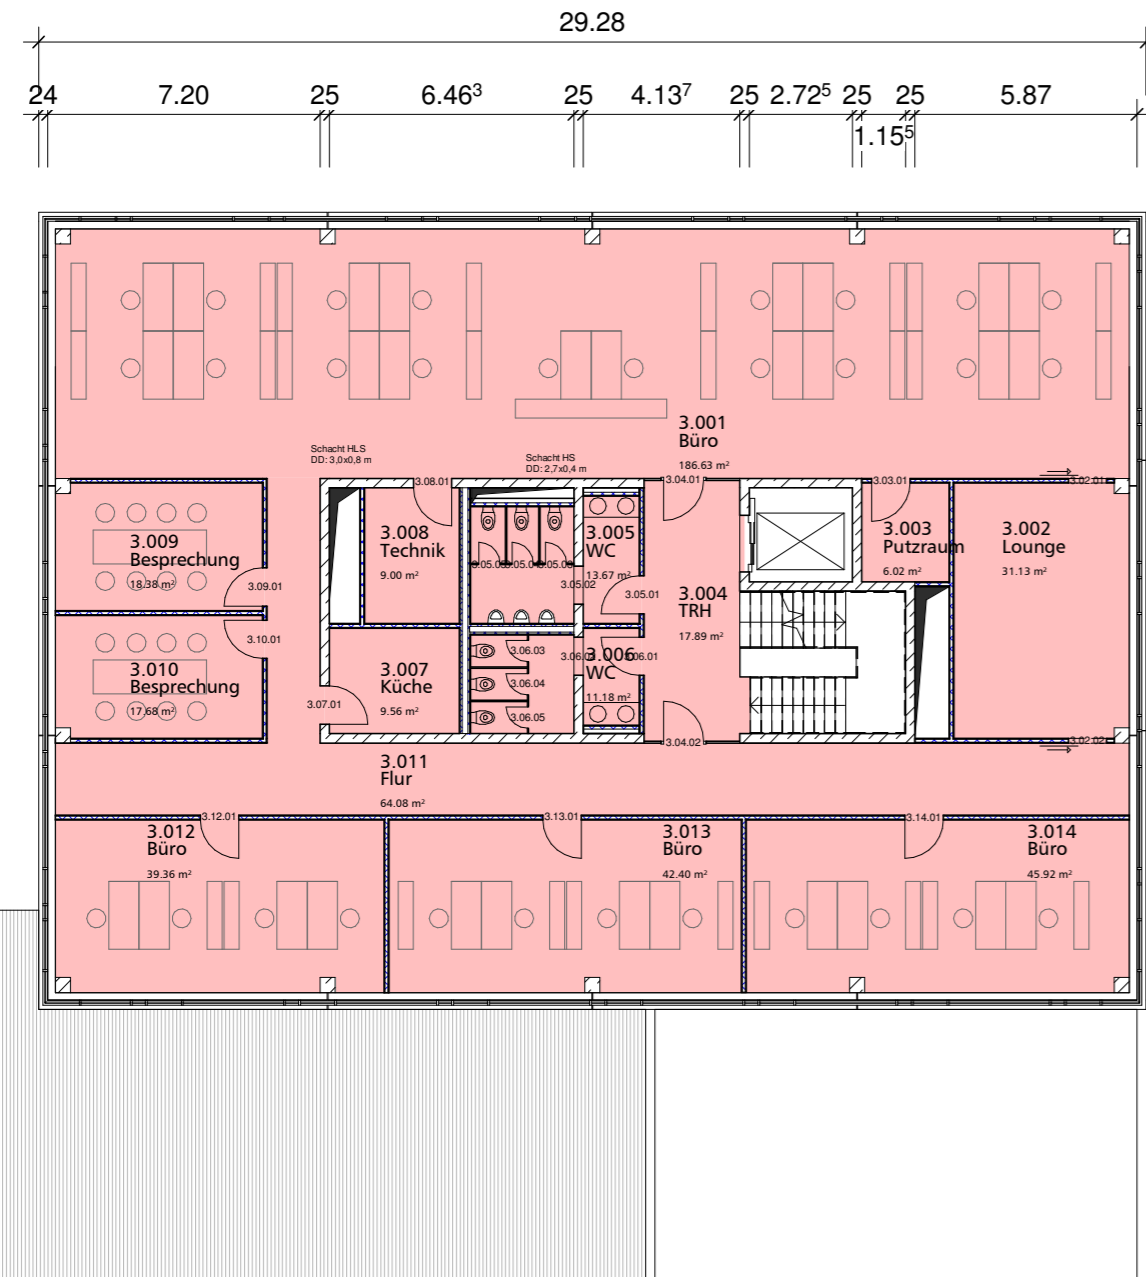 29.28
24 7.20 25 6.46³ 25 4.13⁷ 25 2.72⁵ 25 25 5.87
1.15⁵
3.001
Büro
186.63 m²
Schacht HLS
DD: 3,0x0,8 m
Schacht HS
DD: 2,7x0,4 m
3.08.01
3.04.01
3.03.01
3.02.01
3.009
Besprechung
18.38 m²
3.09.01
3.008
Technik
9.00 m²
3.05.04
3.05.02
3.005
WC
13.67 m²
3.05.01
3.004
TRH
17.89 m²
3.003
Putzraum
6.02 m²
3.002
Lounge
31.13 m²
3.10.01
3.010
Besprechung
17.68 m²
3.07.01
3.007
Küche
9.56 m²
3.06.03
3.06.04
3.06.05
3.006
WC
11.18 m²
3.06.01
3.04.02
3.02.02
3.011
Flur
64.08 m²
3.12.01
3.13.01
3.14.01
3.012
Büro
39.36 m²
3.013
Büro
42.40 m²
3.014
Büro
45.92 m²